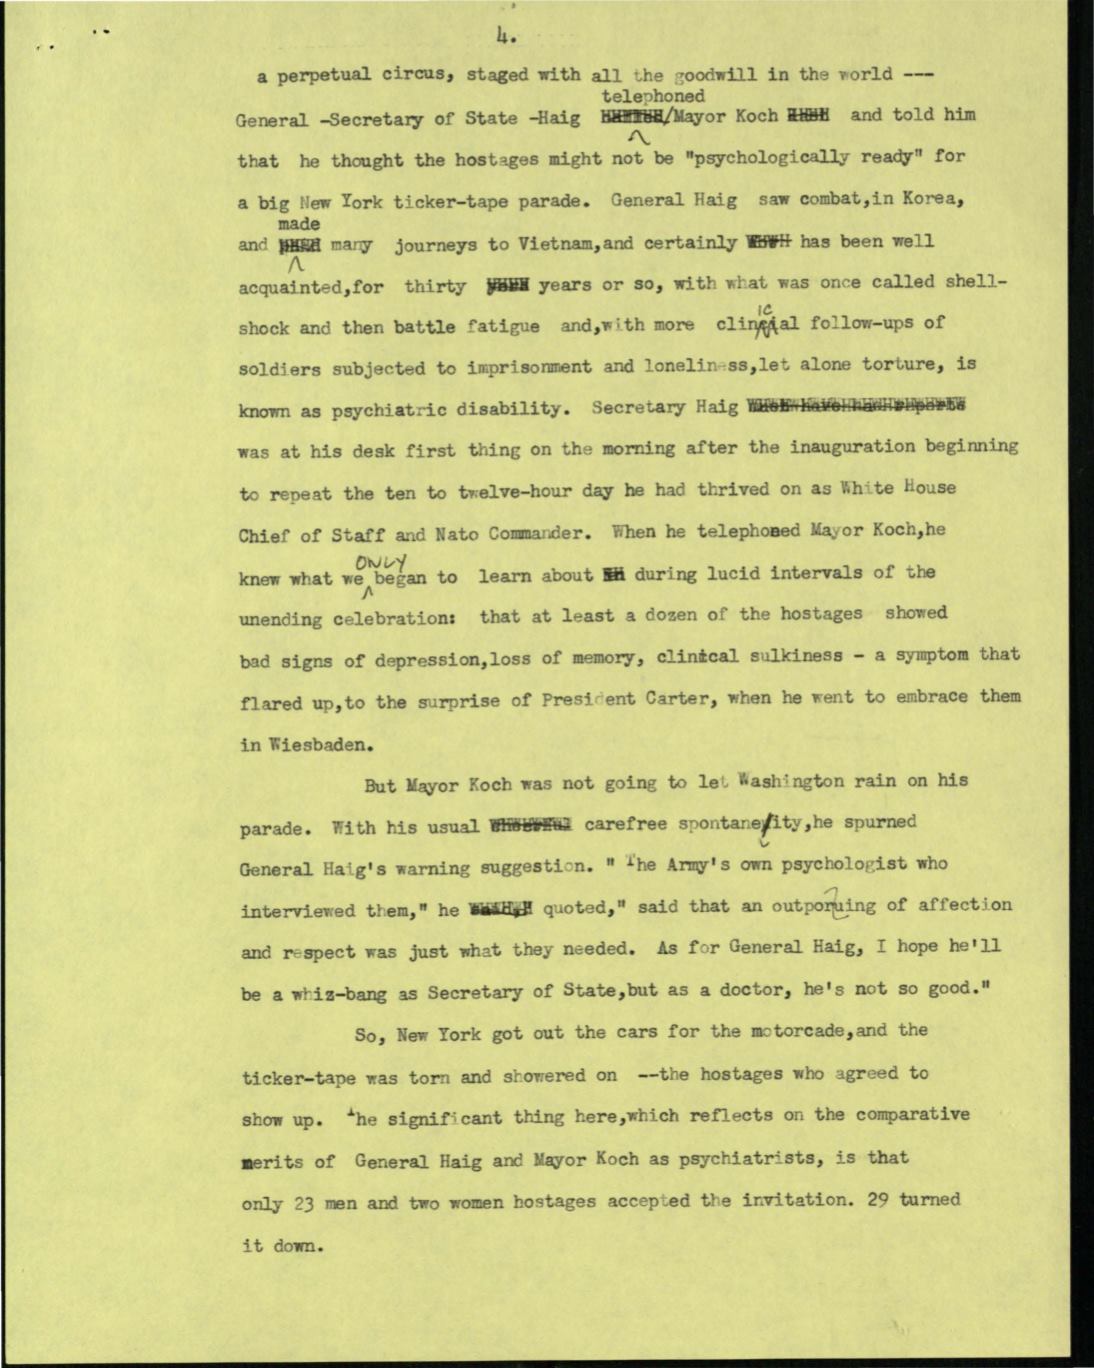 4.
a perpetual circus, staged with all the goodwill in the world ---
telephoned
General -Secretary of State -Haig /Mayor Koch and told him
that he thought the hostages might not be "psychologically ready" for
a big New York ticker-tape parade. General Haig saw combat,in Korea,
made
and many journeys to Vietnam,and certainly has been well
acquainted,for thirty years or so, with what was once called shell-
shock and then battle fatigue and,with more clinical follow-ups of
soldiers subjected to imprisonment and loneliness,let alone torture, is
known as psychiatric disability. Secretary Haig
was at his desk first thing on the morning after the inauguration beginning
to repeat the ten to twelve-hour day he had thrived on as White House
Chief of Staff and Nato Commander. When he telephoned Mayor Koch,he
ONLY
knew what we began to learn about during lucid intervals of the
unending celebration: that at least a dozen of the hostages showed
bad signs of depression,loss of memory, clinical sulkiness - a symptom that
flared up,to the surprise of President Carter, when he went to embrace them
in Wiesbaden.
But Mayor Koch was not going to let Washington rain on his
parade. With his usual carefree spontaneity,he spurned
General Haig's warning suggestion. " The Army's own psychologist who
interviewed them," he quoted," said that an outporuing of affection
and respect was just what they needed. As for General Haig, I hope he'll
be a whiz-bang as Secretary of State,but as a doctor, he's not so good."
So, New York got out the cars for the motorcade,and the
ticker-tape was torn and showered on --the hostages who agreed to
show up. The significant thing here,which reflects on the comparative
merits of General Haig and Mayor Koch as psychiatrists, is that
only 23 men and two women hostages accepted the invitation. 29 turned
it down.